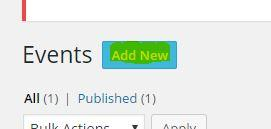 Events Add New
All (1) | Published (1)
Bulk Actions Apply